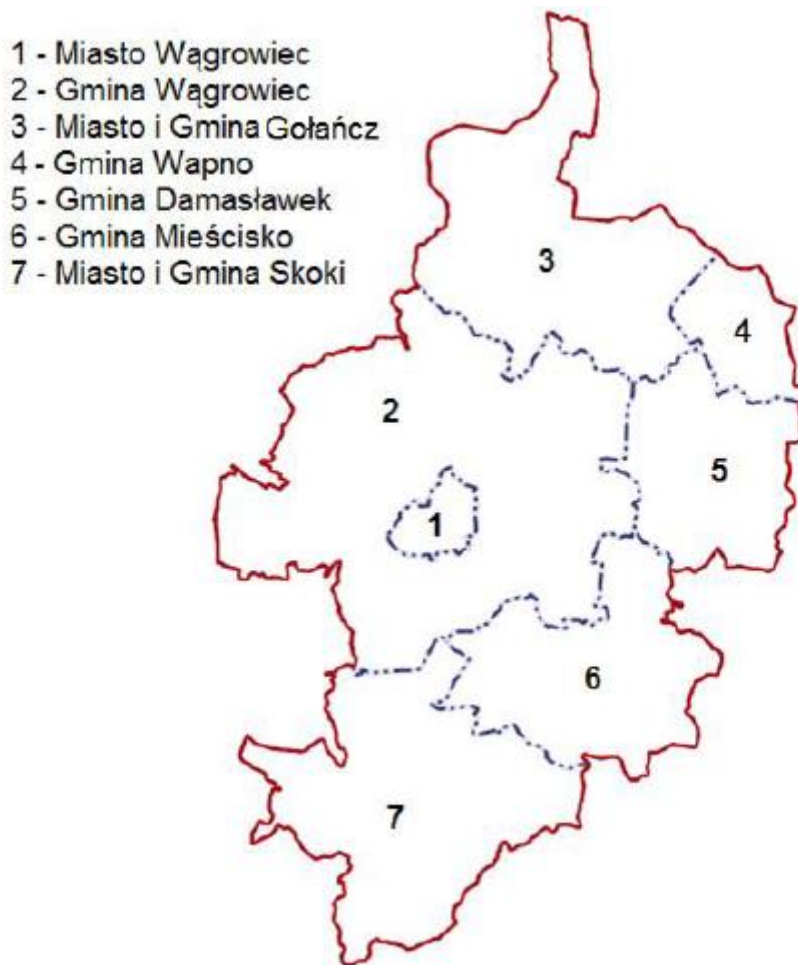 1 - Miasto Wągrowiec
2 - Gmina Wągrowiec
3 - Miasto i Gmina Gołańcz
4 - Gmina Wapno
5 - Gmina Damasławek
6 - Gmina Mieścisko
7 - Miasto i Gmina Skoki
3
4
2
5
1
6
7